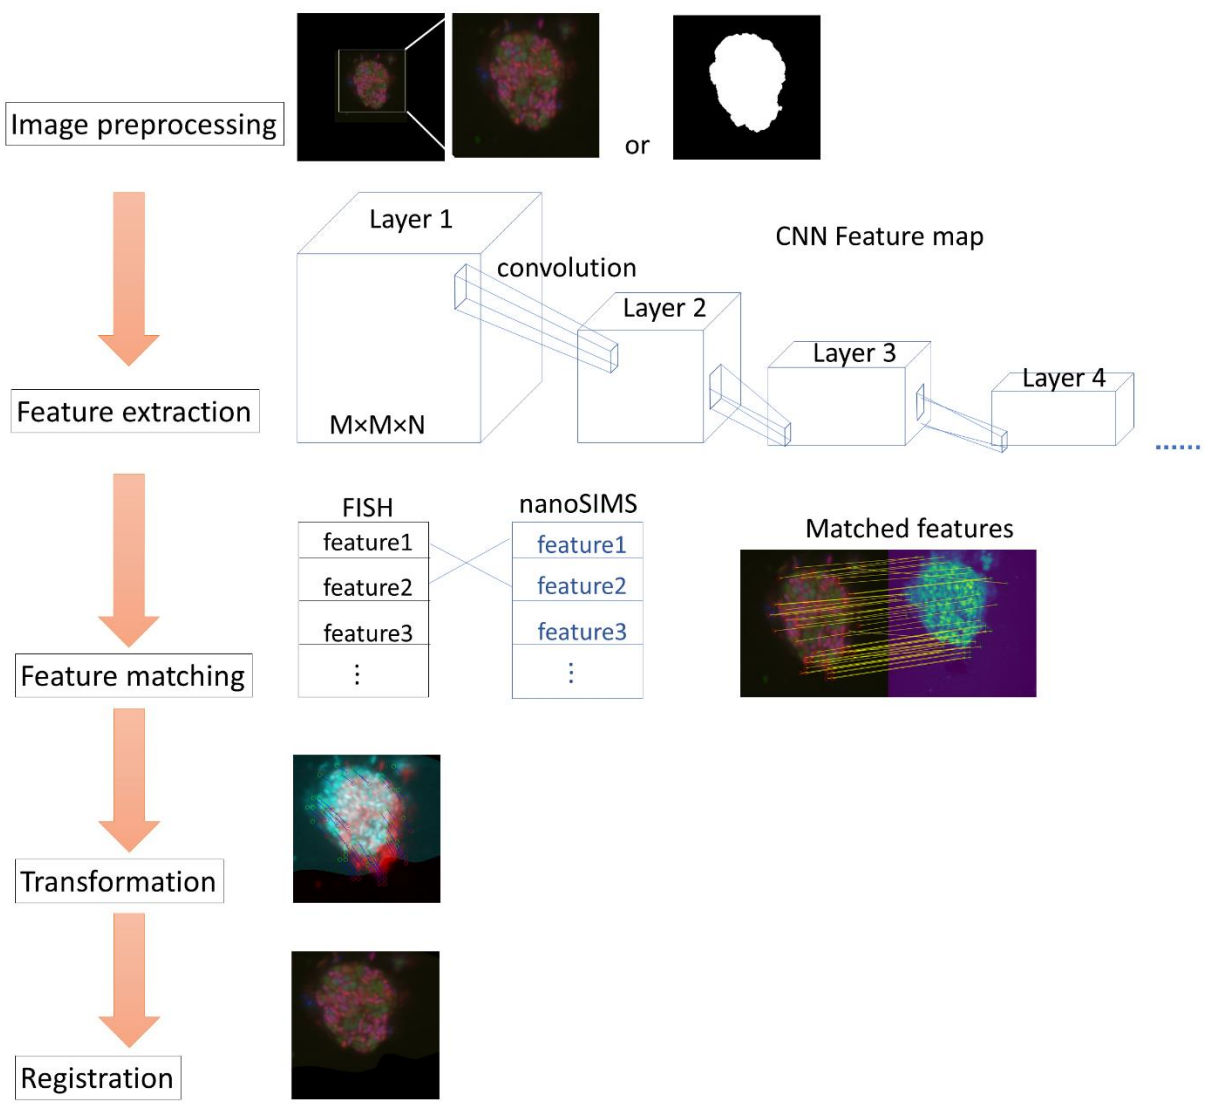 Image preprocessing
or
Layer 1
convolution
CNN Feature map
Layer 2
Layer 3
Layer 4
M×M×N
......
Feature extraction
FISH
feature1
feature2
feature3
⋮
nanoSIMS
feature1
feature2
feature3
⋮
Matched features
Feature matching
Transformation
Registration